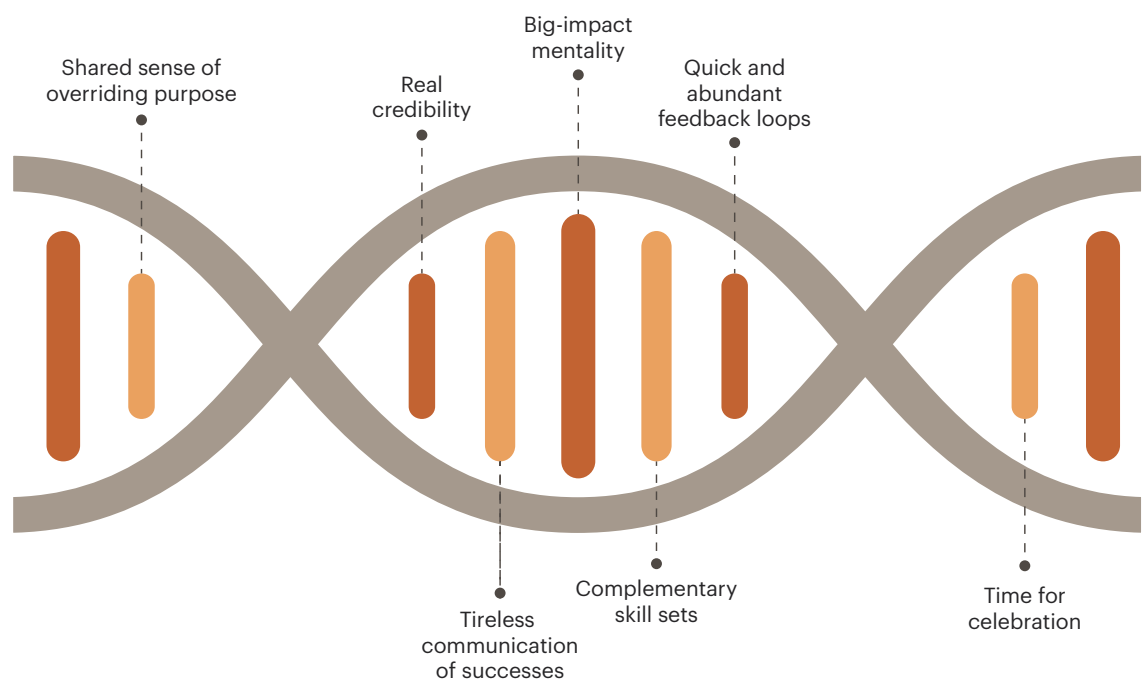 Shared sense of
overriding purpose
Real
credibility
Big-impact
mentality
Quick and
abundant
feedback loops
Tireless
communication
of successes
Complementary
skill sets
Time for
celebration